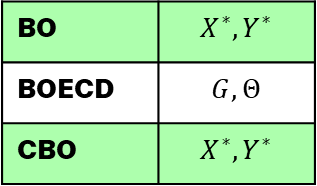 BO X*, Y*
BOECD G, Θ
CBO X*, Y*